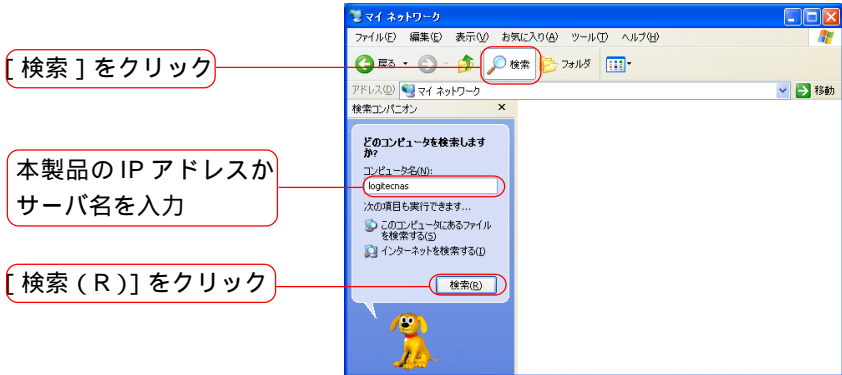 マイ ネットワーク
ファイル(F) 編集(E) 表示(V) お気に入り(A) ツール(T) ヘルプ(H)
[ 検索 ] をクリック
戻る 検索 フォルダ
アドレス(D) マイ ネットワーク 移動
検索コンパニオン ×
どのコンピュータを検索します
か?
コンピュータ名(N):
本製品の IP アドレスか
サーバ名を入力
logitecnas
次の項目も実行できます...
このコンピュータにあるファイル
を検索する(S)
インターネットを検索する(I)
[ 検索 ( R )] をクリック
検索(R)